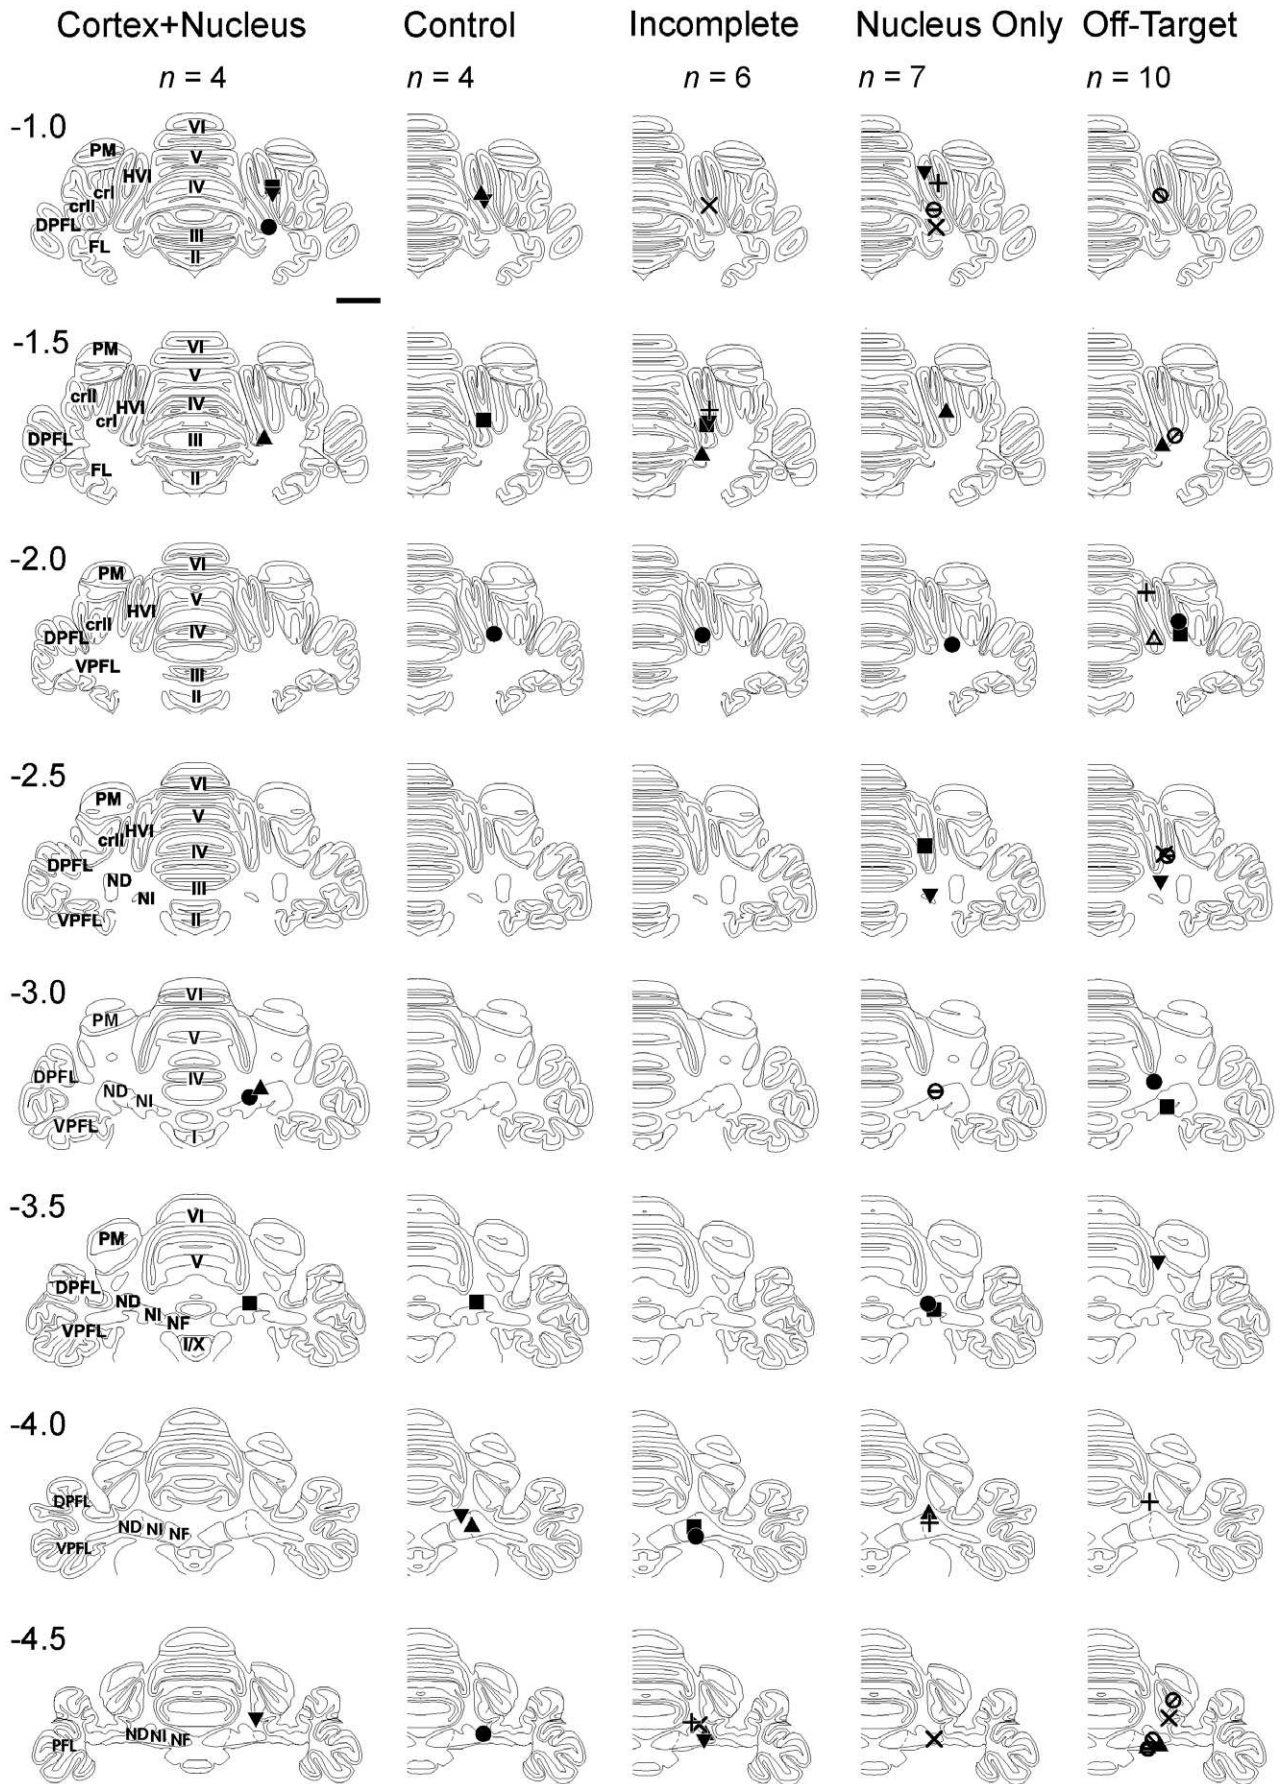 Cortex+Nucleus Control Incomplete Nucleus Only Off-Target
n = 4 n = 4 n = 6 n = 7 n = 10
-1.0
VI
PM
V
HVI
IV
crI
crII
DPFL
III
FL
II
-1.5
PM
VI
V
crII
HVI
IV
crI
DPFL
III
FL
II
-2.0
VI
PM
V
HVI
crII
DPFL
IV
VPFL
III
II
-2.5
VI
PM
V
HVI
crII
IV
DPFL
ND
III
NI
VPFL
II
-3.0
VI
PM
V
DPFL
IV
ND
NI
VPFL
I
-3.5
VI
PM
V
DPFL
ND
NI
NF
VPFL
I/X
-4.0
DPFL
ND NI NF
VPFL
-4.5
ND NI NF
PFL